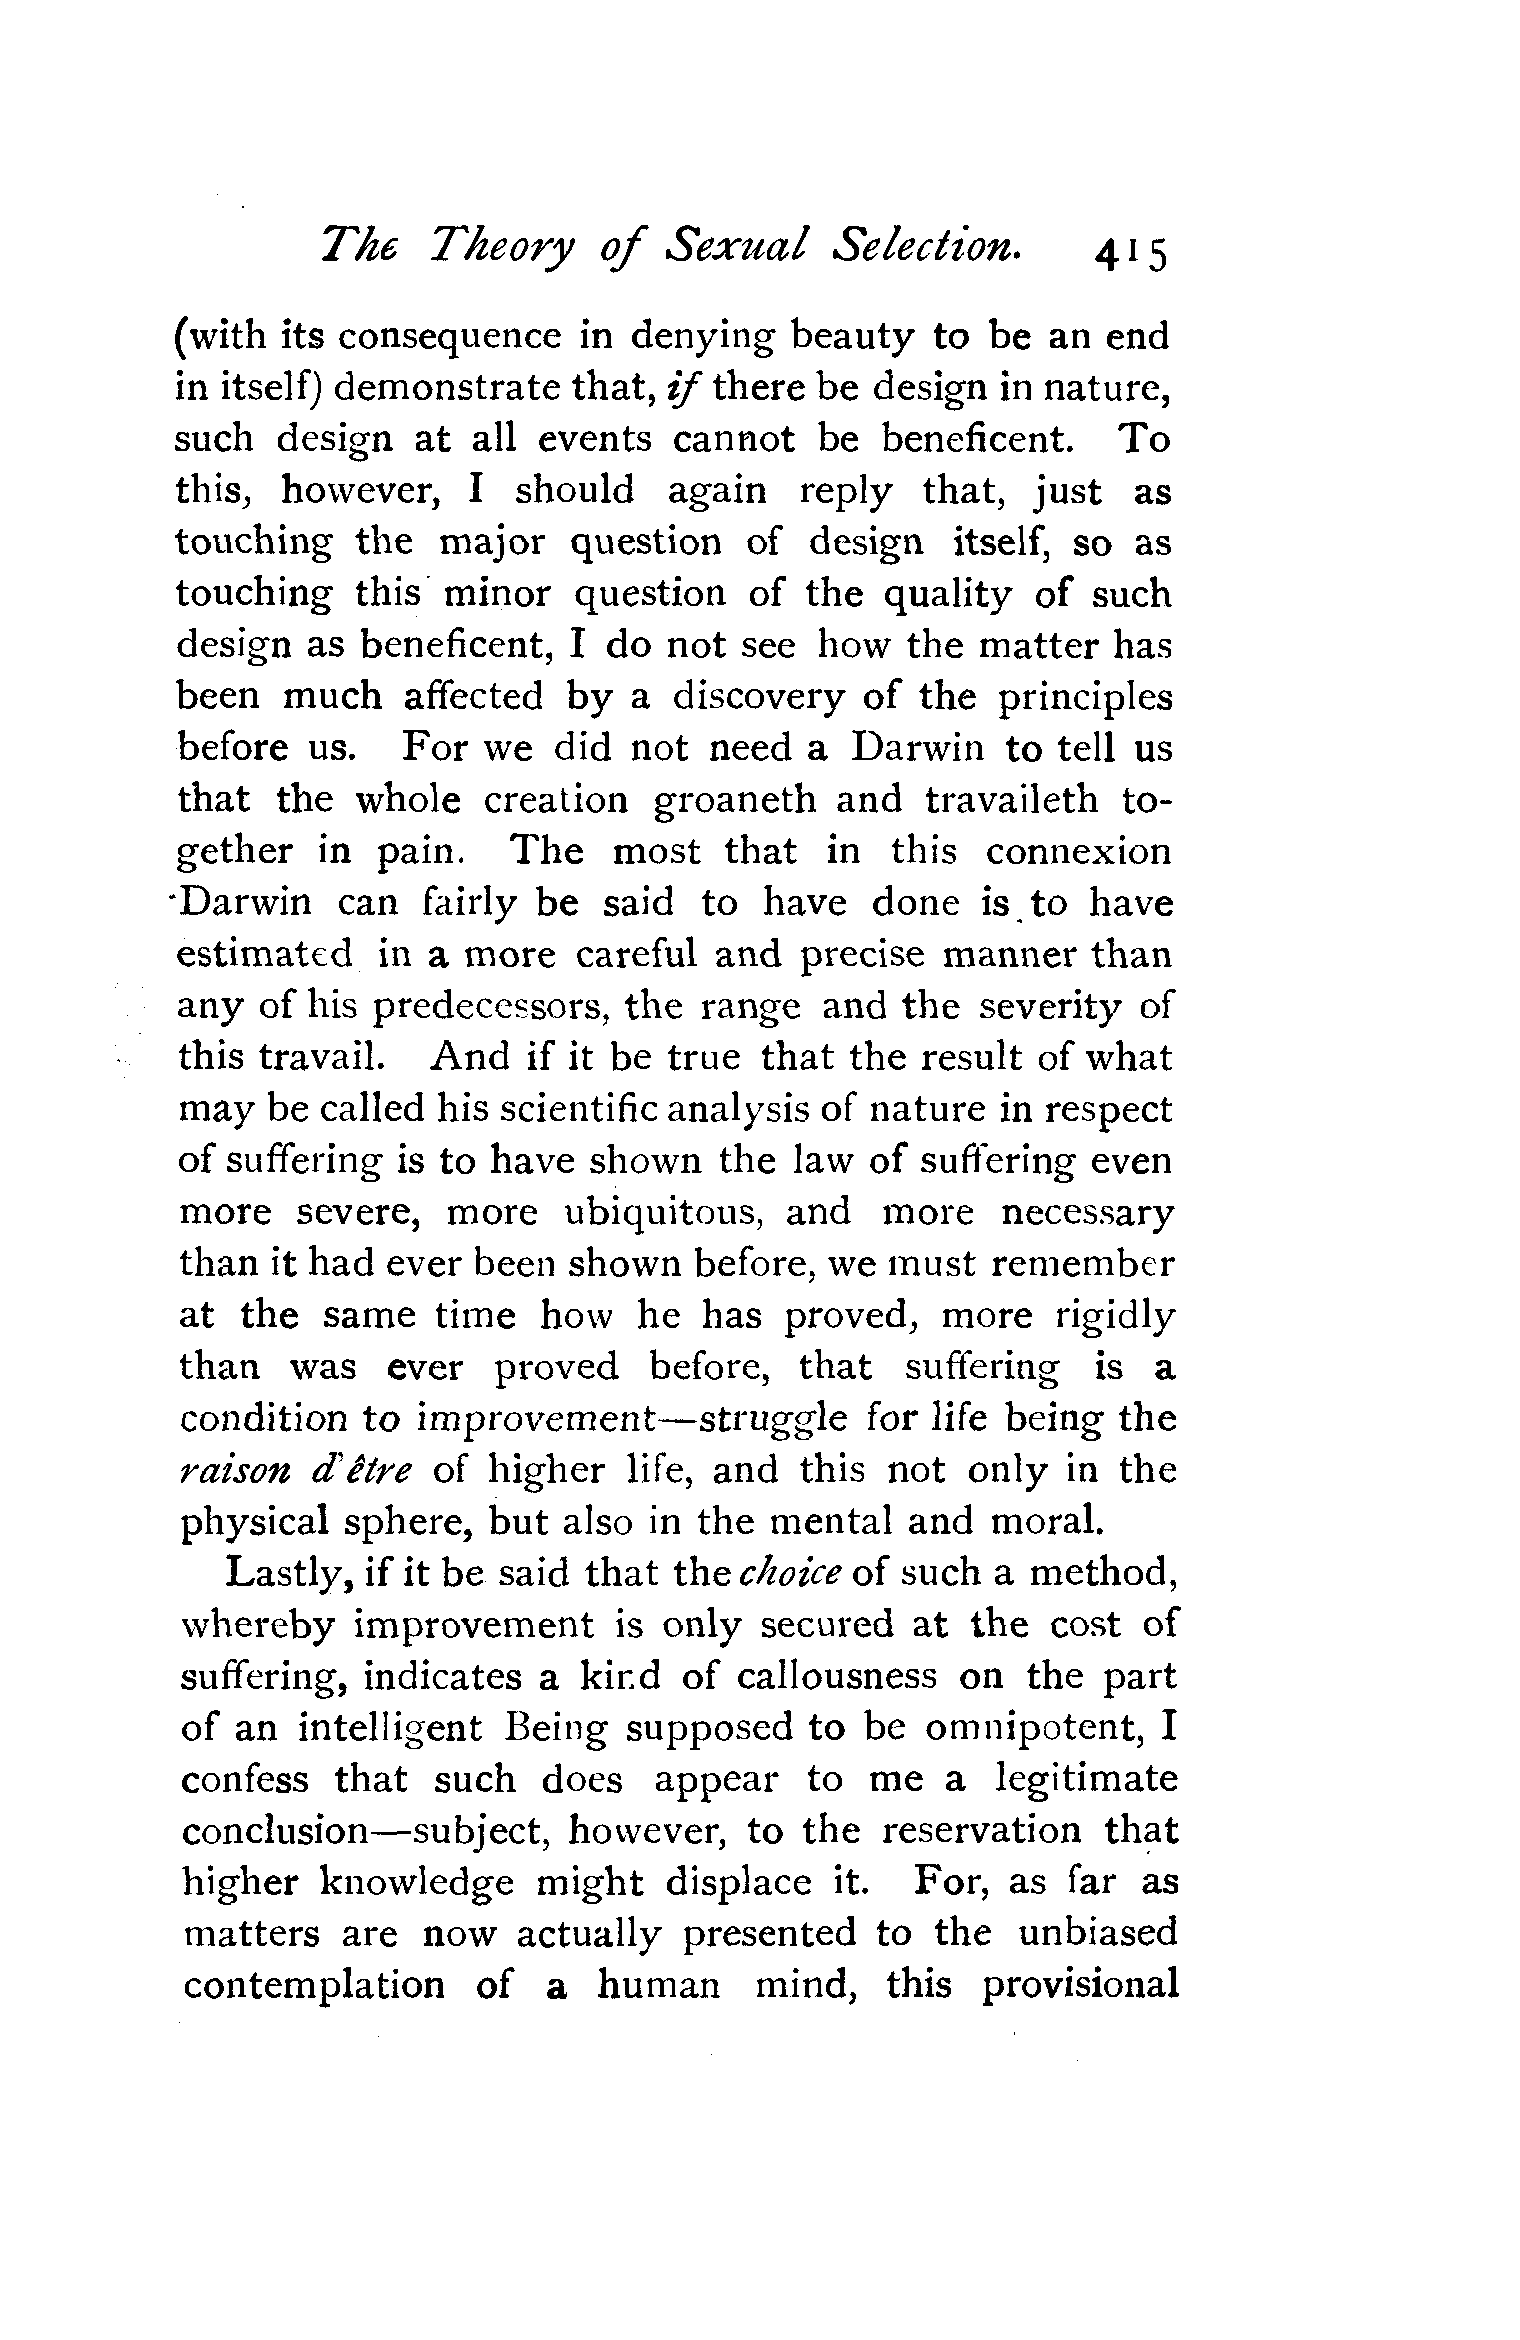 The Theory of Sexual Selection. 415
(with its consequence in denying beauty to be an end
in itself) demonstrate that, if there be design in nature,
such design at all events cannot be beneficent. To
this, however, I should again reply that, just as
touching the major question of design itself, so as
touching this minor question of the quality of such
design as beneficent, I do not see how the matter has
been much affected by a discovery of the principles
before us. For we did not need a Darwin to tell us
that the whole creation groaneth and travaileth to-
gether in pain. The most that in this connexion
Darwin can fairly be said to have done is to have
estimated in a more careful and precise manner than
any of his predecessors, the range and the severity of
this travail. And if it be true that the result of what
may be called his scientific analysis of nature in respect
of suffering is to have shown the law of suffering even
more severe, more ubiquitous, and more necessary
than it had ever been shown before, we must remember
at the same time how he has proved, more rigidly
than was ever proved before, that suffering is a
condition to improvement—struggle for life being the
raison d'être of higher life, and this not only in the
physical sphere, but also in the mental and moral.
Lastly, if it be said that the choice of such a method,
whereby improvement is only secured at the cost of
suffering, indicates a kind of callousness on the part
of an intelligent Being supposed to be omnipotent, I
confess that such does appear to me a legitimate
conclusion—subject, however, to the reservation that
higher knowledge might displace it. For, as far as
matters are now actually presented to the unbiased
contemplation of a human mind, this provisional